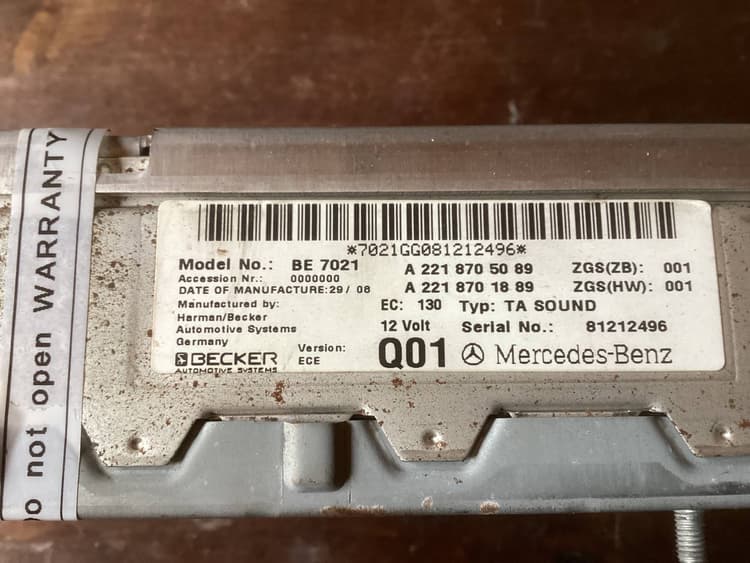 Do not open WARRANTY
*7021GG081212496*
Model No.: BE 7021
A 221 870 50 89 ZGS(ZB): 001
Accession Nr.: 0000000
A 221 870 18 89 ZGS(HW): 001
DATE OF MANUFACTURE: 29 / 08
Manufactured by:
EC: 130 Typ: TA SOUND
Harman/Becker
Automotive Systems
12 Volt Serial No.: 81212496
Germany
Version:
ECE
Q01 Mercedes-Benz
BECKER
AUTOMOTIVE SYSTEMS